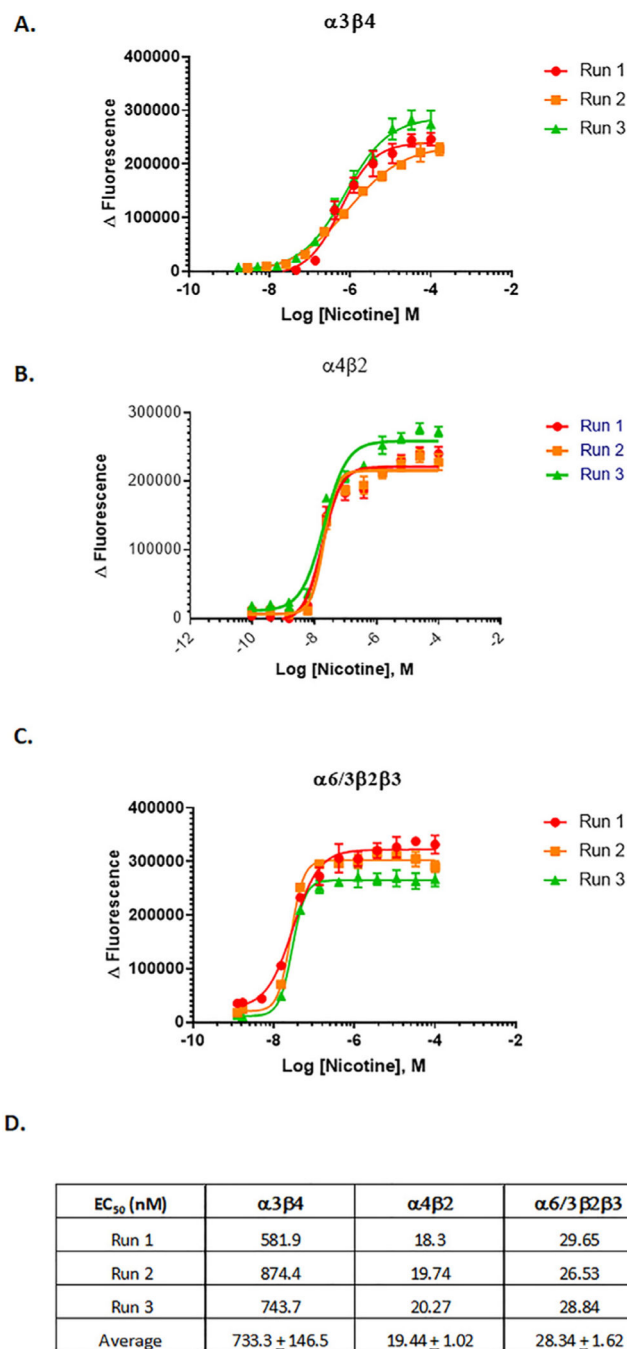 A.
α3β4
400000
300000
200000
100000
0
Δ Fluorescence
-10 -8 -6 -4 -2
Log [Nicotine] M
Run 1
Run 2
Run 3
B.
α4β2
300000
200000
100000
0
Δ Fluorescence
-12 -10 -8 -6 -4 -2
Log [Nicotine], M
Run 1
Run 2
Run 3
C.
α6/3β2β3
400000
300000
200000
100000
0
Δ Fluorescence
-10 -8 -6 -4 -2
Log [Nicotine], M
Run 1
Run 2
Run 3
D.
EC₅₀ (nM) α3β4 α4β2 α6/3β2β3
Run 1 581.9 18.3 29.65
Run 2 874.4 19.74 26.53
Run 3 743.7 20.27 28.84
Average 733.3 ± 146.5 19.44 ± 1.02 28.34 ± 1.62